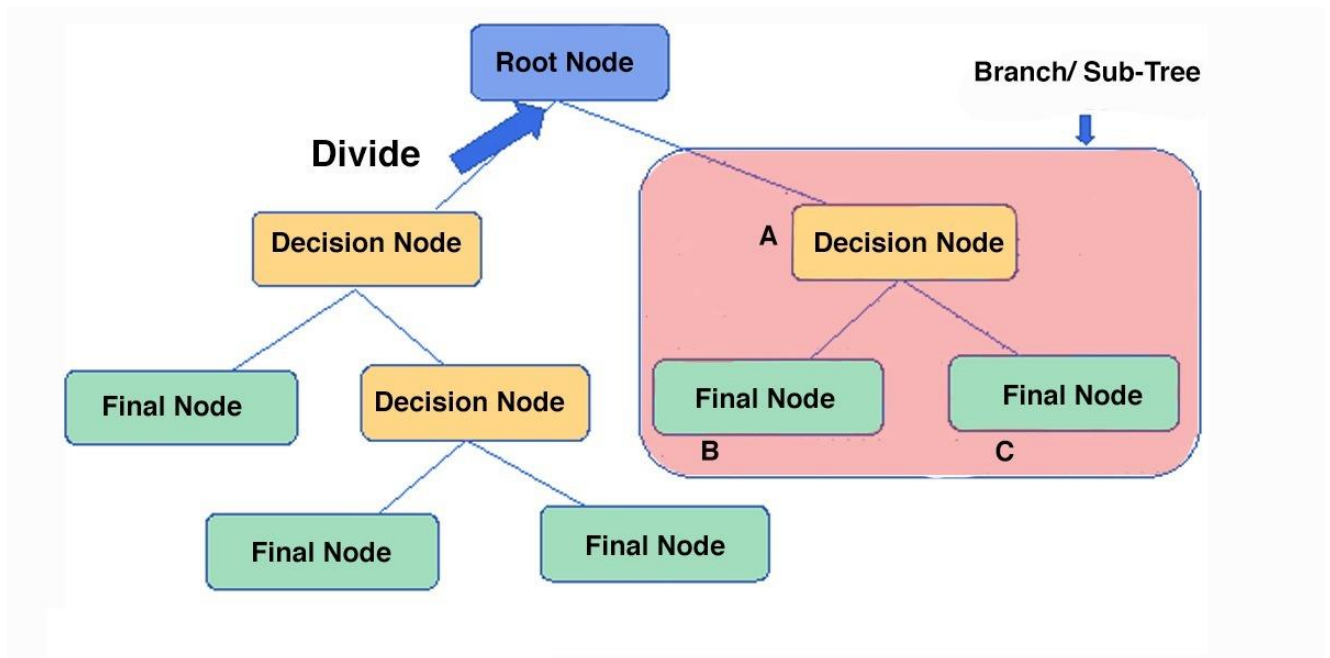 Root Node
Branch/ Sub-Tree
Divide
Decision Node
A
Decision Node
Final Node
Decision Node
Final Node
Final Node
B
C
Final Node
Final Node